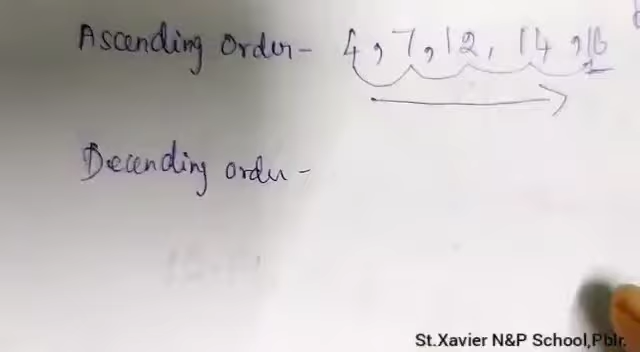 Ascending Order - 4, 7, 12, 14, 16
Decending order -
St.Xavier N&P School,Pblr.